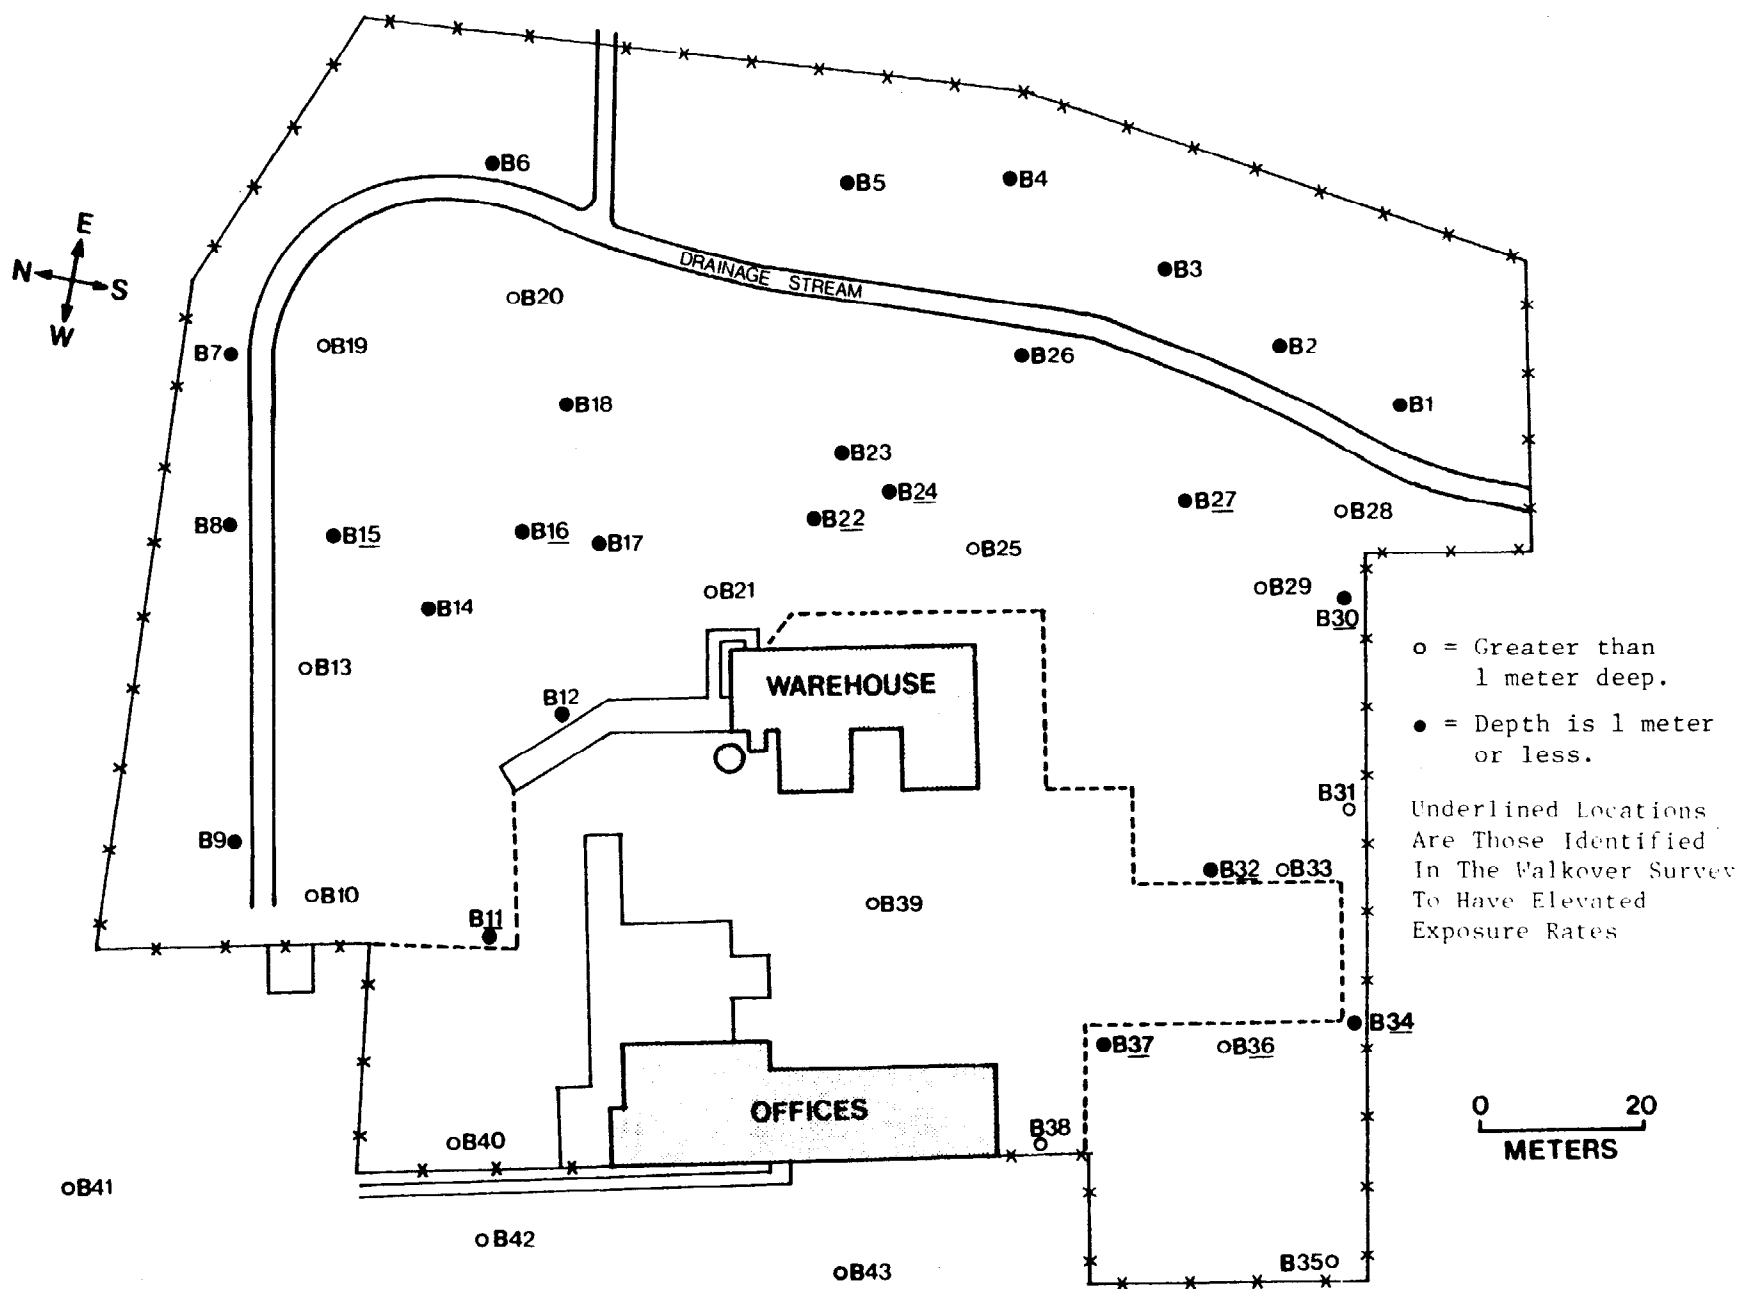 B6
B5
B4
E
N
S
W
B3
DRAINAGE STREAM
B20
B19
B7
B26
B2
B18
B1
B23
B24
B27
B22
B28
B8
B15
B16
B17
B25
B21
B29
B14
B30
o = Greater than
1 meter deep.
B13
WAREHOUSE
B12
● = Depth is 1 meter
or less.
B31
Underlined Locations
Are Those Identified
In The Walkover Survey
To Have Elevated
Exposure Rates
B9
B32
B33
B10
B39
B11
B34
B37
B36
OFFICES
0 20
METERS
B38
B40
B41
B42
B43
B35